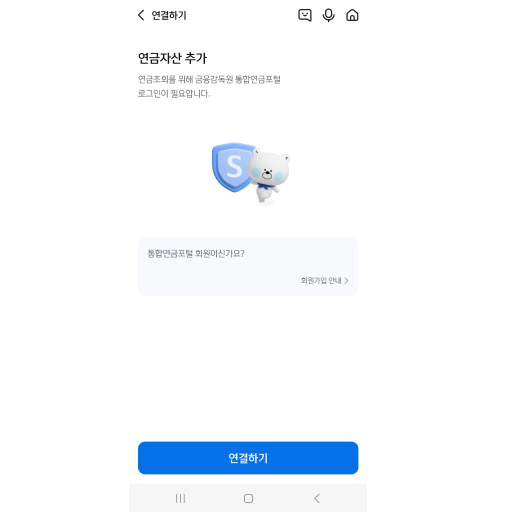 연결하기
연금자산 추가
연금조회를 위해 금융감독원 통합연금포털
로그인이 필요합니다.
S
통합연금포털 회원이신가요?
회원가입 안내
연결하기